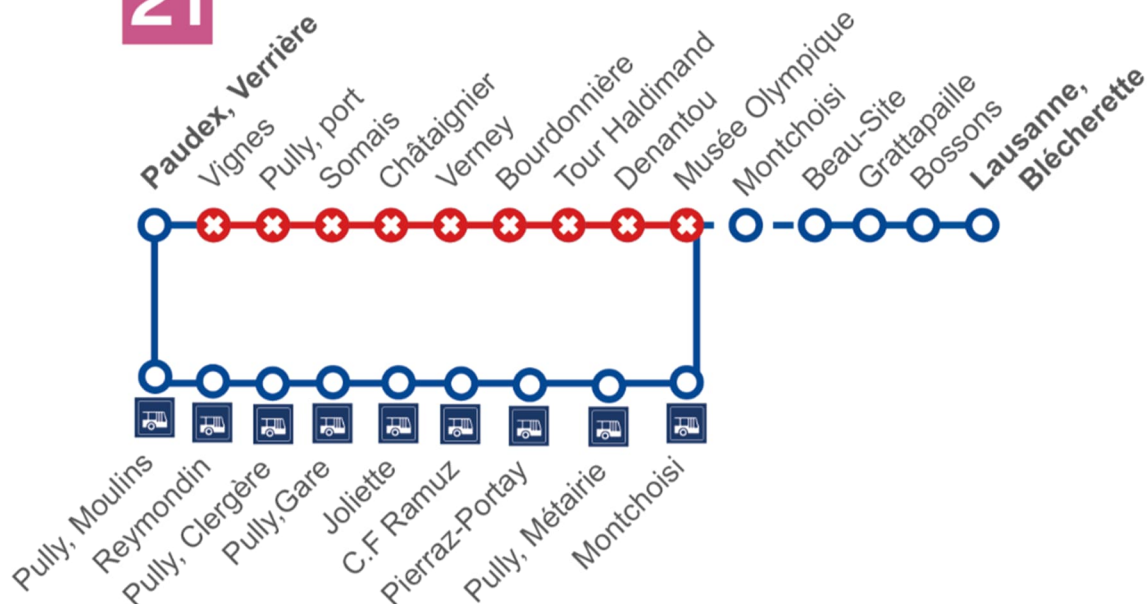 21
Paudex, Verrière
Vignes
Pully, port
Somais
Châtaignier
Verney
Bourdonnière
Tour Haldimand
Denantou
Musée Olympique
Montchoisi
Beau-Site
Grattapaille
Bossons
Lausanne,
Blécherette
Pully, Moulins
Reymondin
Pully, Clergère
Pully,Gare
Joliette
C.F Ramuz
Pierraz-Portay
Pully, Métairie
Montchoisi